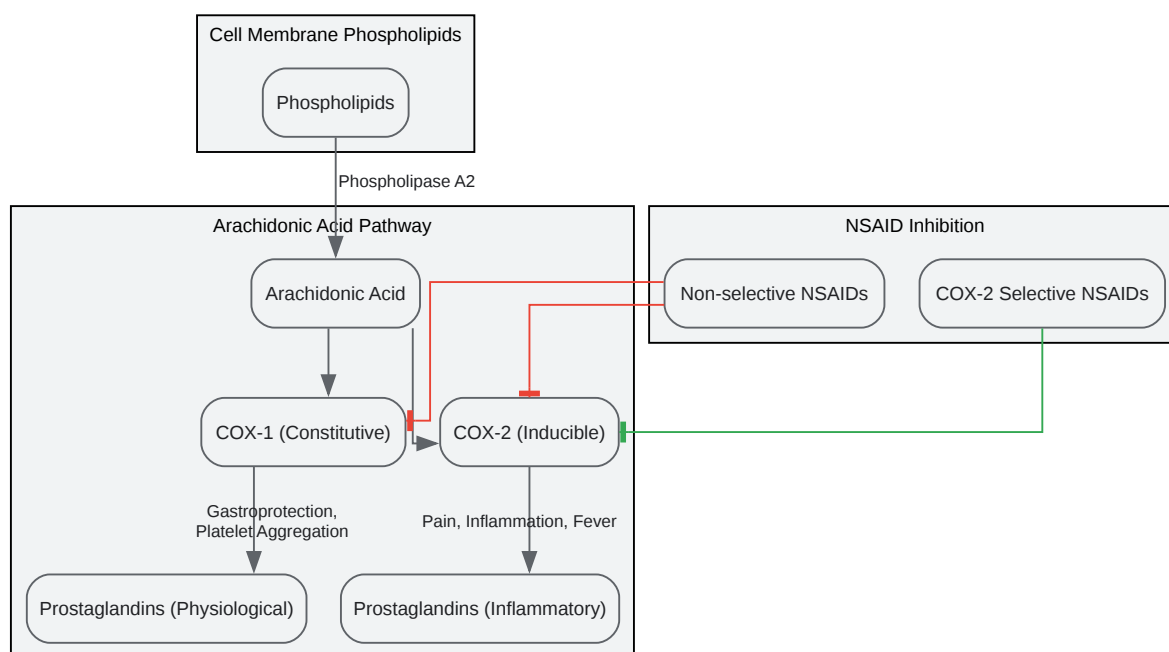 Cell Membrane Phospholipids
Phospholipids
Phospholipase A2
Arachidonic Acid Pathway
NSAID Inhibition
Arachidonic Acid
Non-selective NSAIDs
COX-2 Selective NSAIDs
COX-1 (Constitutive)
COX-2 (Inducible)
Gastroprotection,
Platelet Aggregation
Pain, Inflammation, Fever
Prostaglandins (Physiological)
Prostaglandins (Inflammatory)